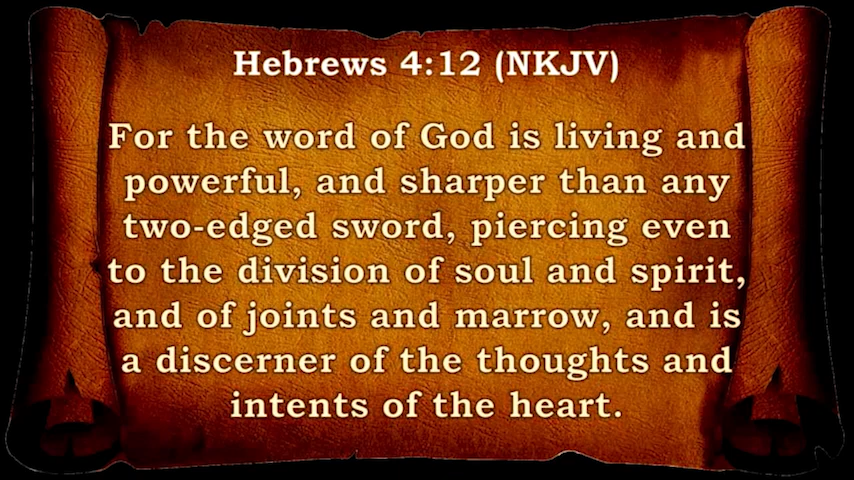 Hebrews 4:12 (NKJV)
For the word of God is living and
powerful, and sharper than any
two-edged sword, piercing even
to the division of soul and spirit,
and of joints and marrow, and is
a discerner of the thoughts and
intents of the heart.